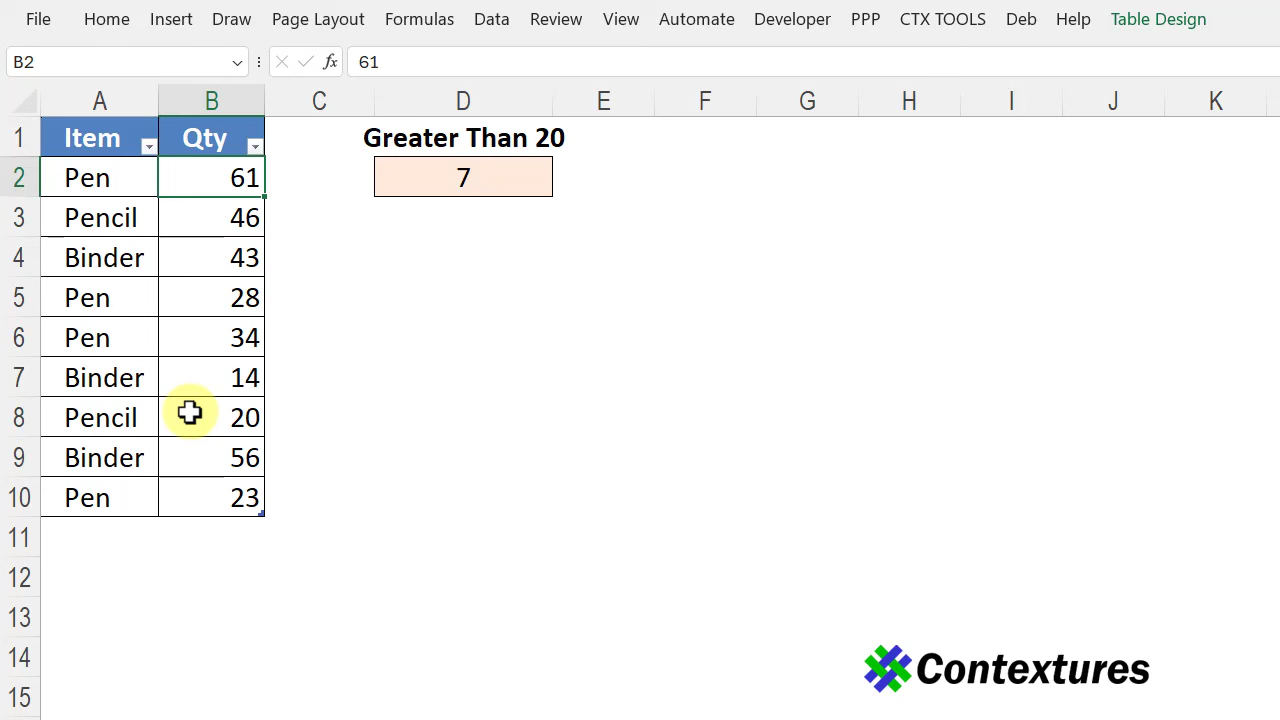 File Home Insert Draw Page Layout Formulas Data Review View Automate Developer PPP CTX TOOLS Deb Help Table Design
B2 fx 61
A B C D E F G H I J K
1 Item Qty Greater Than 20
2 Pen 61 7
3 Pencil 46
4 Binder 43
5 Pen 28
6 Pen 34
7 Binder 14
8 Pencil 20
9 Binder 56
10 Pen 23
11
12
13
14
Contextures
15